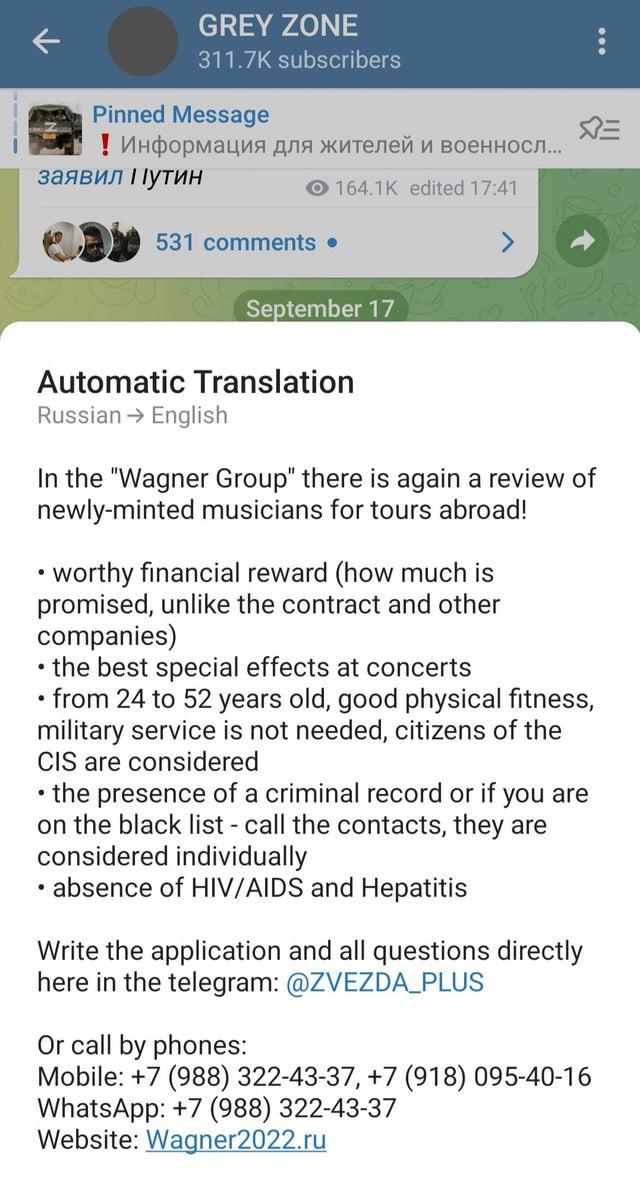 GREY ZONE
311.7K subscribers
Pinned Message
❗ Информация для жителей и военносл...
заявил Путин
164.1K edited 17:41
531 comments
September 17
Automatic Translation
Russian → English
In the "Wagner Group" there is again a review of
newly-minted musicians for tours abroad!
• worthy financial reward (how much is
promised, unlike the contract and other
companies)
• the best special effects at concerts
• from 24 to 52 years old, good physical fitness,
military service is not needed, citizens of the
CIS are considered
• the presence of a criminal record or if you are
on the black list - call the contacts, they are
considered individually
• absence of HIV/AIDS and Hepatitis
Write the application and all questions directly
here in the telegram: @ZVEZDA_PLUS
Or call by phones:
Mobile: +7 (988) 322-43-37, +7 (918) 095-40-16
WhatsApp: +7 (988) 322-43-37
Website: Wagner2022.ru